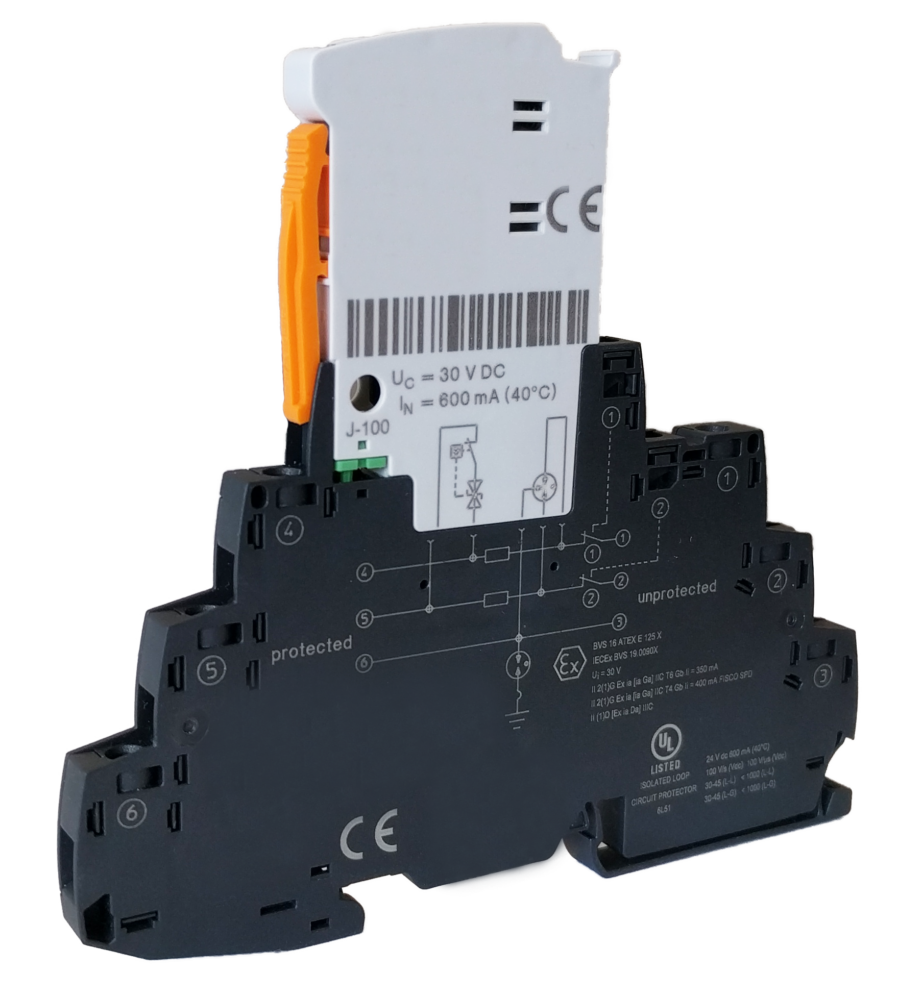 CE
U_C = 30 V DC
I_N = 600 mA (40°C)
J-100
1
1
4
2
1
1
4
2
2
2
5
unprotected
3
protected
5
6
3
Ex
BVS 16 ATEX E 125 X
IECEx BVS 19.0090X
Ui = 30 V
II 2(1)G Ex ia [ia Ga] IIC T6 Gb Ii = 350 mA
II 2(1)G Ex ia [ia Ga] IIC T4 Gb Ii = 400 mA FISCO SPD
II (1)D [Ex ia Da] IIIC
UL
LISTED
ISOLATED LOOP
CIRCUIT PROTECTOR
6L51
24 V dc 600 mA (40°C)
100 V/s (Vdc) 100 V/µs (Vdc)
30-45 (L-L) < 1000 (L-L)
30-45 (L-G) < 1000 (L-G)
6
CE